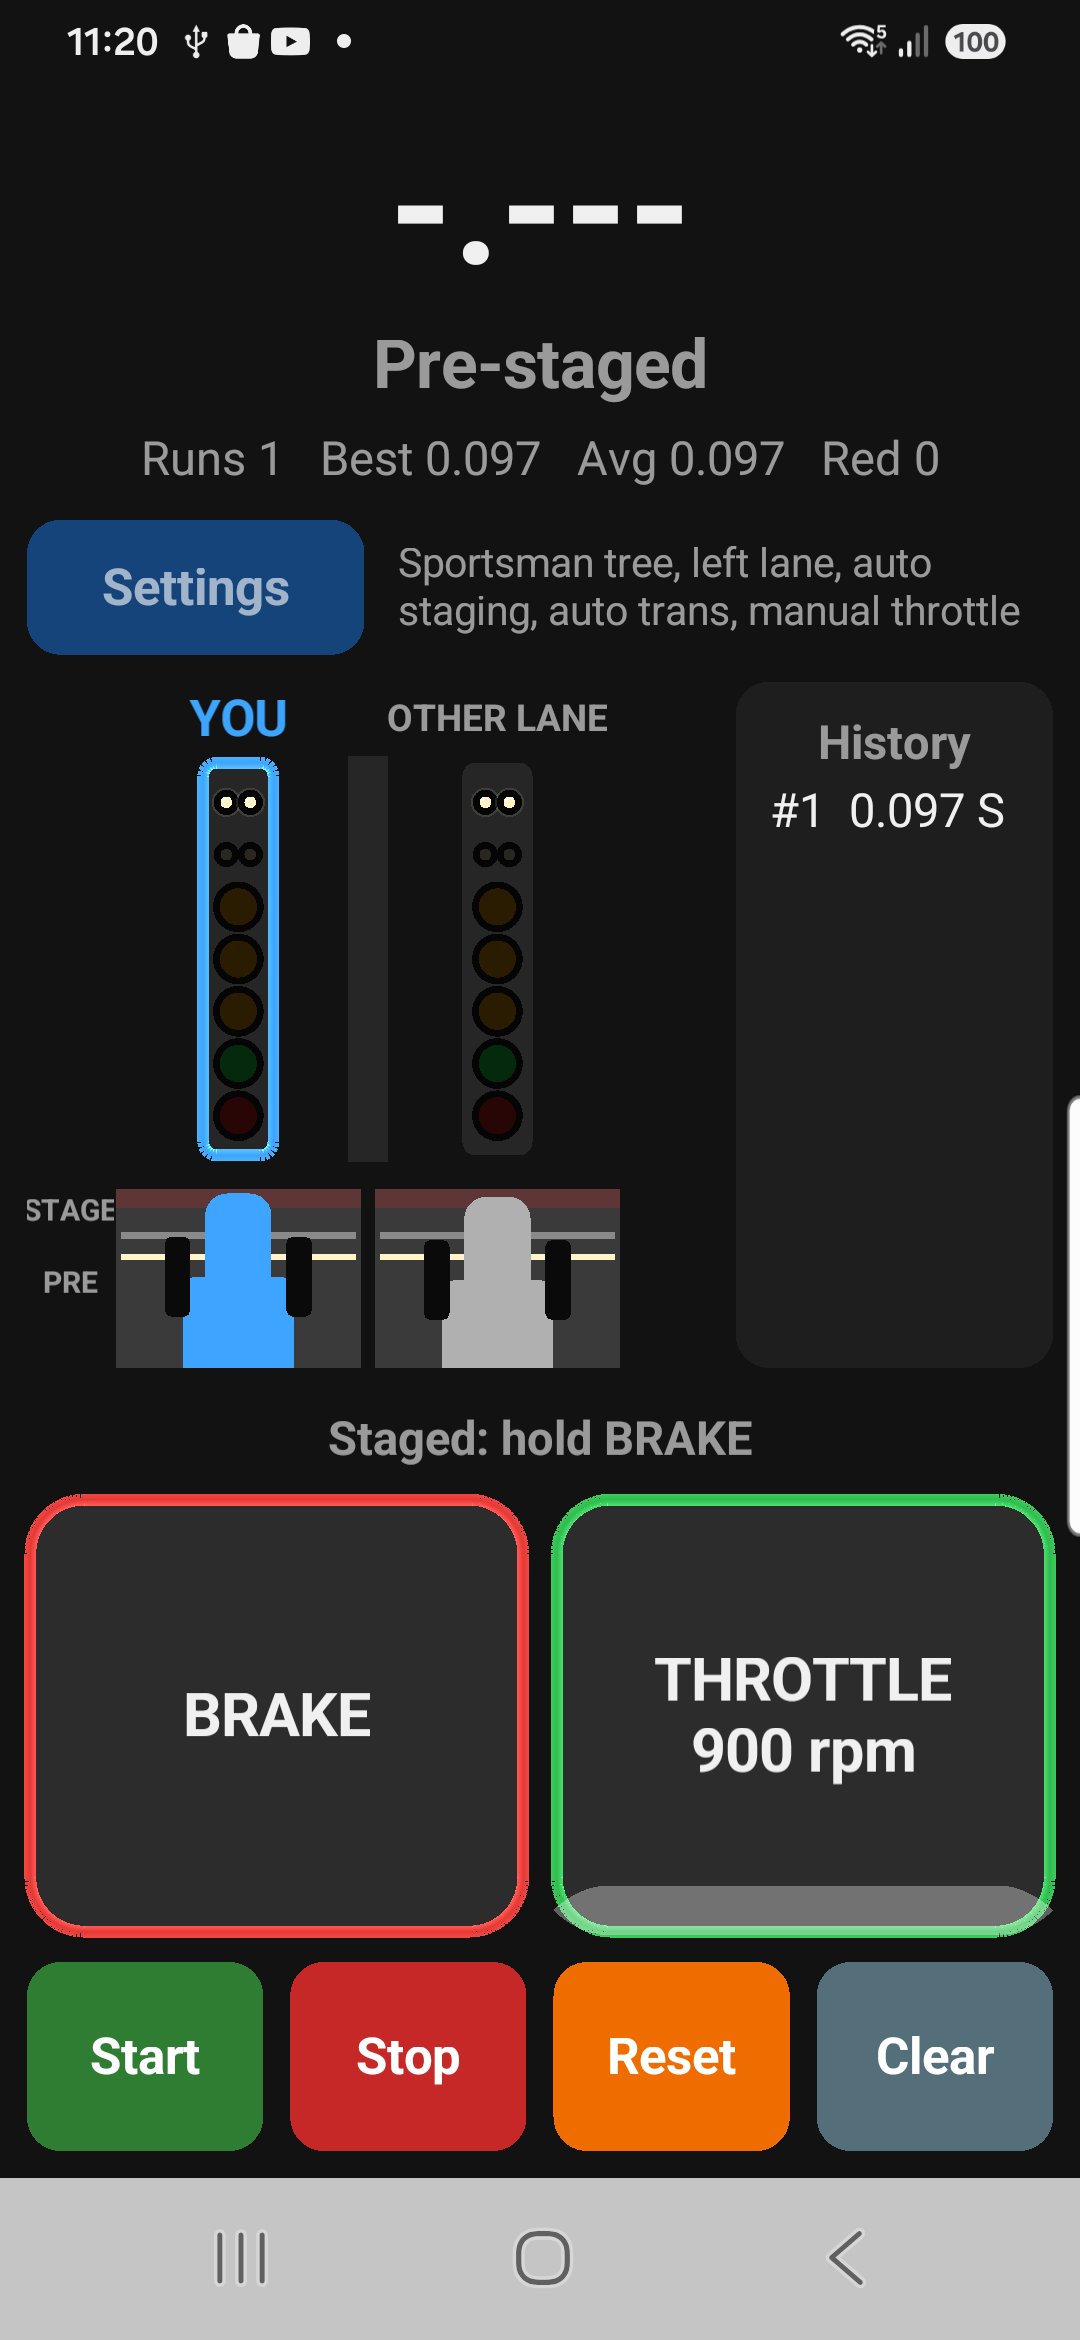 11:20
5
100
-.---
Pre-staged
Runs 1 Best 0.097 Avg 0.097 Red 0
Settings
Sportsman tree, left lane, auto
staging, auto trans, manual throttle
YOU
OTHER LANE
History
#1 0.097 S
STAGE
PRE
Staged: hold BRAKE
BRAKE
THROTTLE
900 rpm
Start
Stop
Reset
Clear